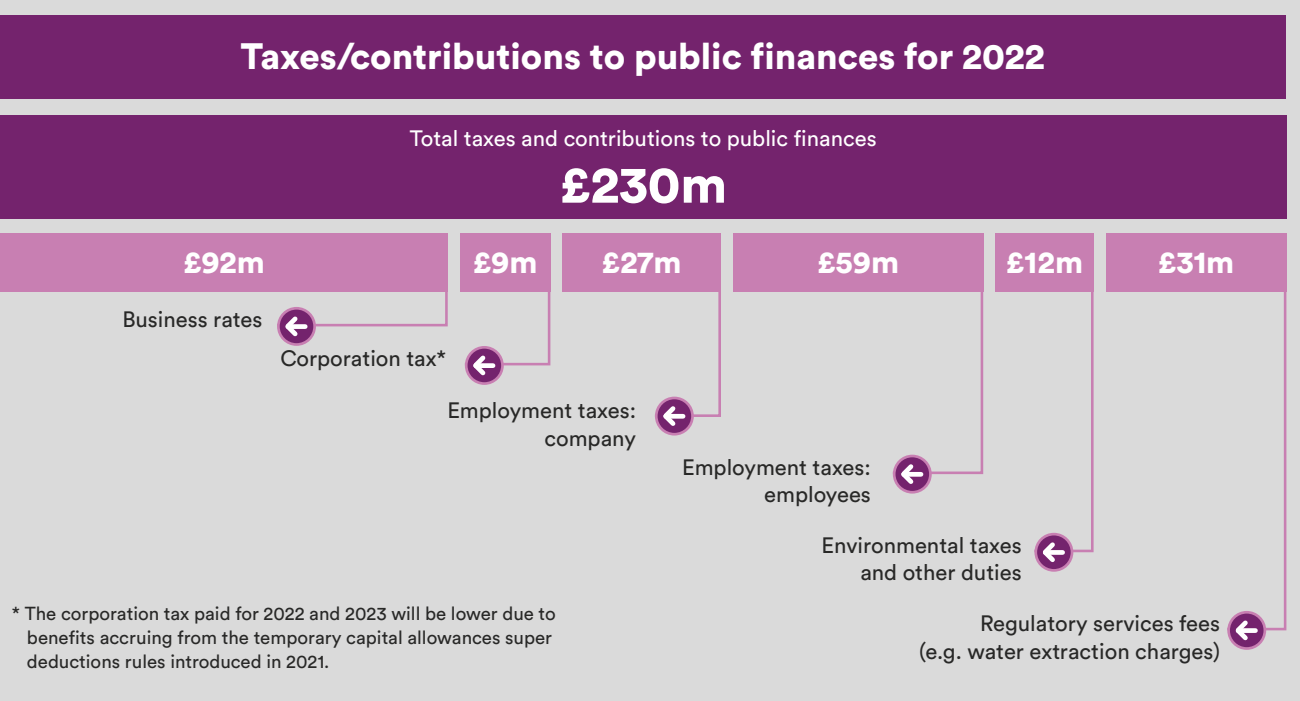 Taxes/contributions to public finances for 2022
Total taxes and contributions to public finances
£230m
£92m
£9m
£27m
£59m
£12m
£31m
Business rates
Corporation tax*
Employment taxes:
company
Employment taxes:
employees
Environmental taxes
and other duties
Regulatory services fees
(e.g. water extraction charges)
* The corporation tax paid for 2022 and 2023 will be lower due to
benefits accruing from the temporary capital allowances super
deductions rules introduced in 2021.